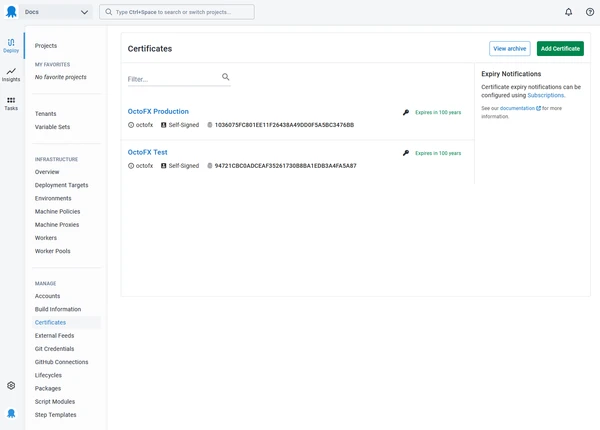 Docs
Type Ctrl+Space to search or switch projects...
Deploy
Insights
Tasks
Projects
MY FAVORITES
No favorite projects
Tenants
Variable Sets
INFRASTRUCTURE
Overview
Deployment Targets
Environments
Machine Policies
Machine Proxies
Workers
Worker Pools
MANAGE
Accounts
Build Information
Certificates
External Feeds
Git Credentials
GitHub Connections
Lifecycles
Packages
Script Modules
Step Templates
Certificates
View archive
Add Certificate
Filter...
OctoFX Production
Expires in 100 years
octofx Self-Signed 1036075FC801EE11F26438A49DD0F5A5BC3476BB
OctoFX Test
Expires in 100 years
octofx Self-Signed 94721CBC0ADCEAF35261730B8BA1EDB3A4FA5A87
Expiry Notifications
Certificate expiry notifications can be
configured using Subscriptions.
See our documentation for more
information.